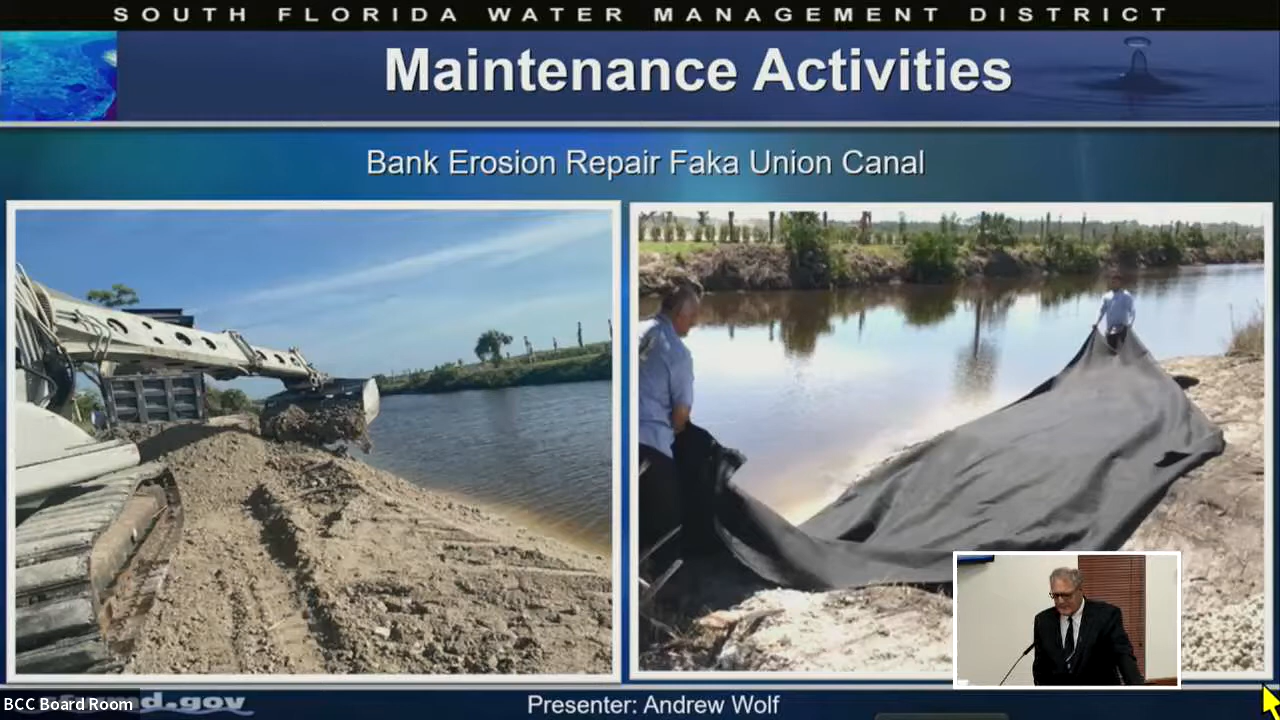 SOUTH FLORIDA WATER MANAGEMENT DISTRICT
Maintenance Activities
Bank Erosion Repair Faka Union Canal
BCC Board Room
d.gov
Presenter: Andrew Wolf